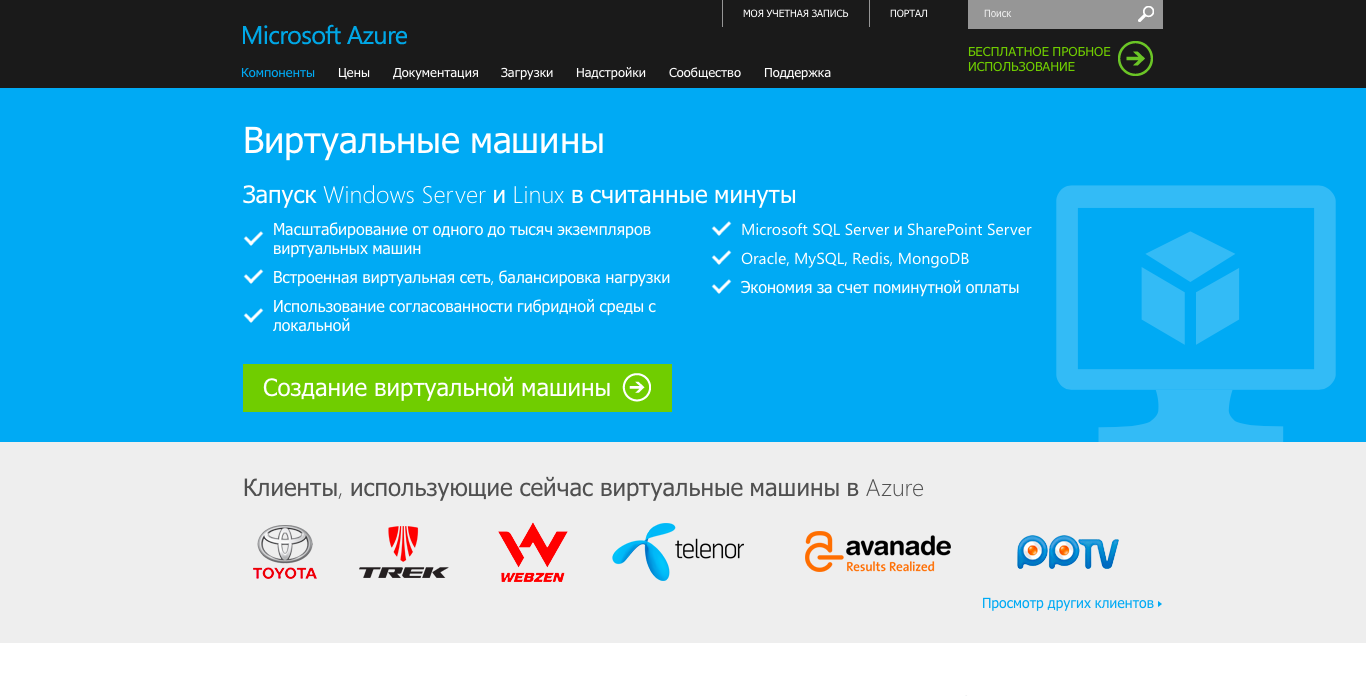 МОЯ УЧЕТНАЯ ЗАПИСЬ ПОРТАЛ Поиск
Microsoft Azure
БЕСПЛАТНОЕ ПРОБНОЕ
ИСПОЛЬЗОВАНИЕ
Компоненты Цены Документация Загрузки Надстройки Сообщество Поддержка
Виртуальные машины
Запуск Windows Server и Linux в считанные минуты
Масштабирование от одного до тысяч экземпляров
виртуальных машин
Встроенная виртуальная сеть, балансировка нагрузки
Использование согласованности гибридной среды с
локальной
Microsoft SQL Server и SharePoint Server
Oracle, MySQL, Redis, MongoDB
Экономия за счет поминутной оплаты
Создание виртуальной машины
Клиенты, использующие сейчас виртуальные машины в Azure
TOYOTA
TREK
WEBZEN
telenor
avanade
Results Realized
PPTV
Просмотр других клиентов